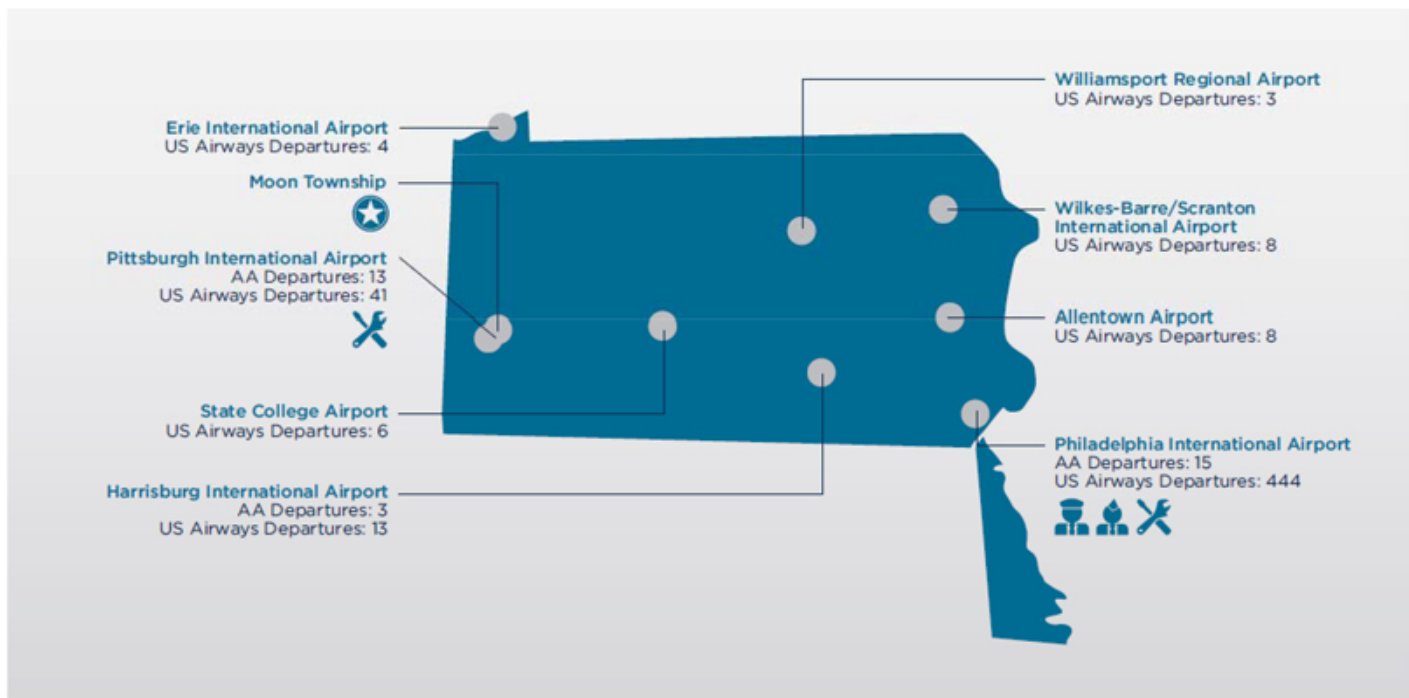 Erie International Airport
US Airways Departures: 4
Moon Township
Pittsburgh International Airport
AA Departures: 13
US Airways Departures: 41
State College Airport
US Airways Departures: 6
Harrisburg International Airport
AA Departures: 3
US Airways Departures: 13
Williamsport Regional Airport
US Airways Departures: 3
Wilkes-Barre/Scranton
International Airport
US Airways Departures: 8
Allentown Airport
US Airways Departures: 8
Philadelphia International Airport
AA Departures: 15
US Airways Departures: 444